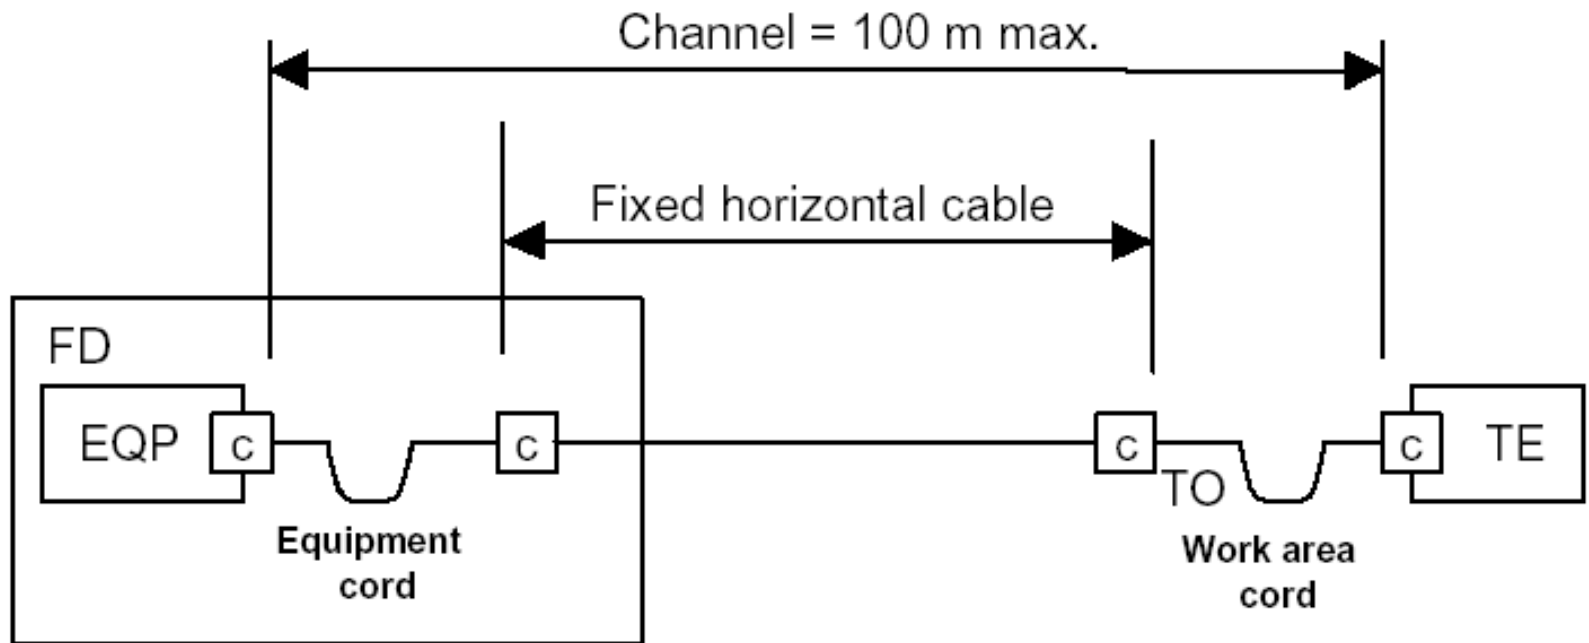 Channel = 100 m max.
Fixed horizontal cable
FD
EQP
c
c
c
c
TE
TO
Equipment
cord
Work area
cord